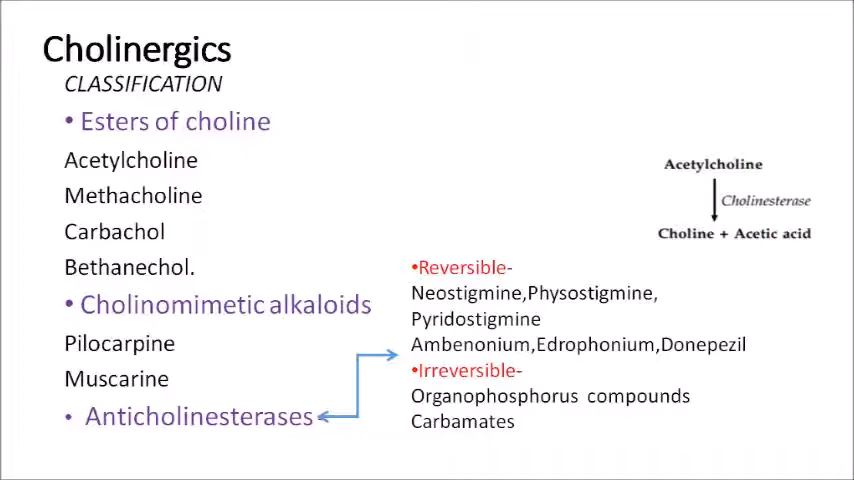 Cholinergics
CLASSIFICATION
• Esters of choline
Acetylcholine
Methacholine
Carbachol
Bethanechol.
• Cholinomimetic alkaloids
Pilocarpine
Muscarine
• Anticholinesterases
•Reversible-
Neostigmine,Physostigmine,
Pyridostigmine
Ambenonium,Edrophonium,Donepezil
•Irreversible-
Organophosphorus compounds
Carbamates
Acetylcholine
Cholinesterase
Choline + Acetic acid